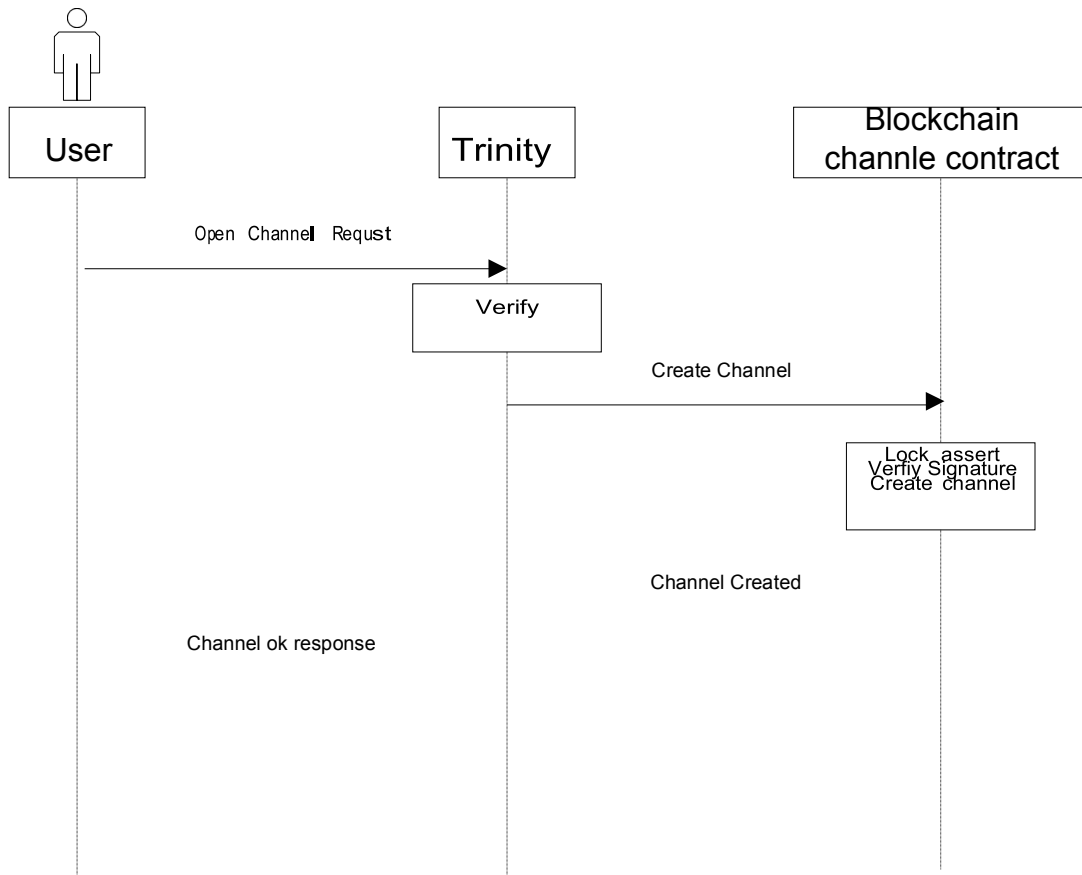 User
Trinity
Blockchain
channle contract
Open Channel Requst
Verify
Create Channel
Lock assert
Verfiy Signature
Create channel
Channel Created
Channel ok response